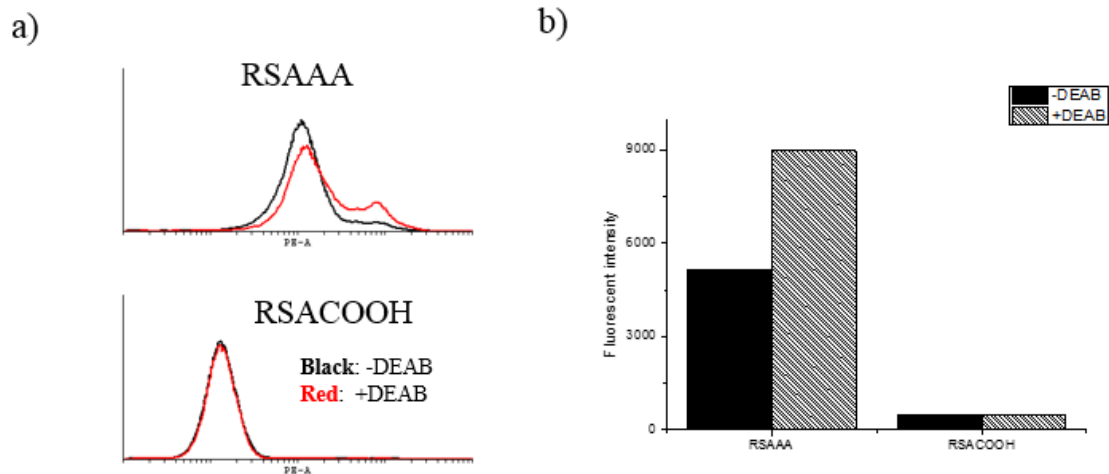 a)
RSAAA
PE-A
RSACOOH
Black: -DEAB
Red: +DEAB
PE-A
b)
-DEAB
+DEAB
9000
6000
3000
0
Fluorescent intensity
RSAAA
RSACOOH